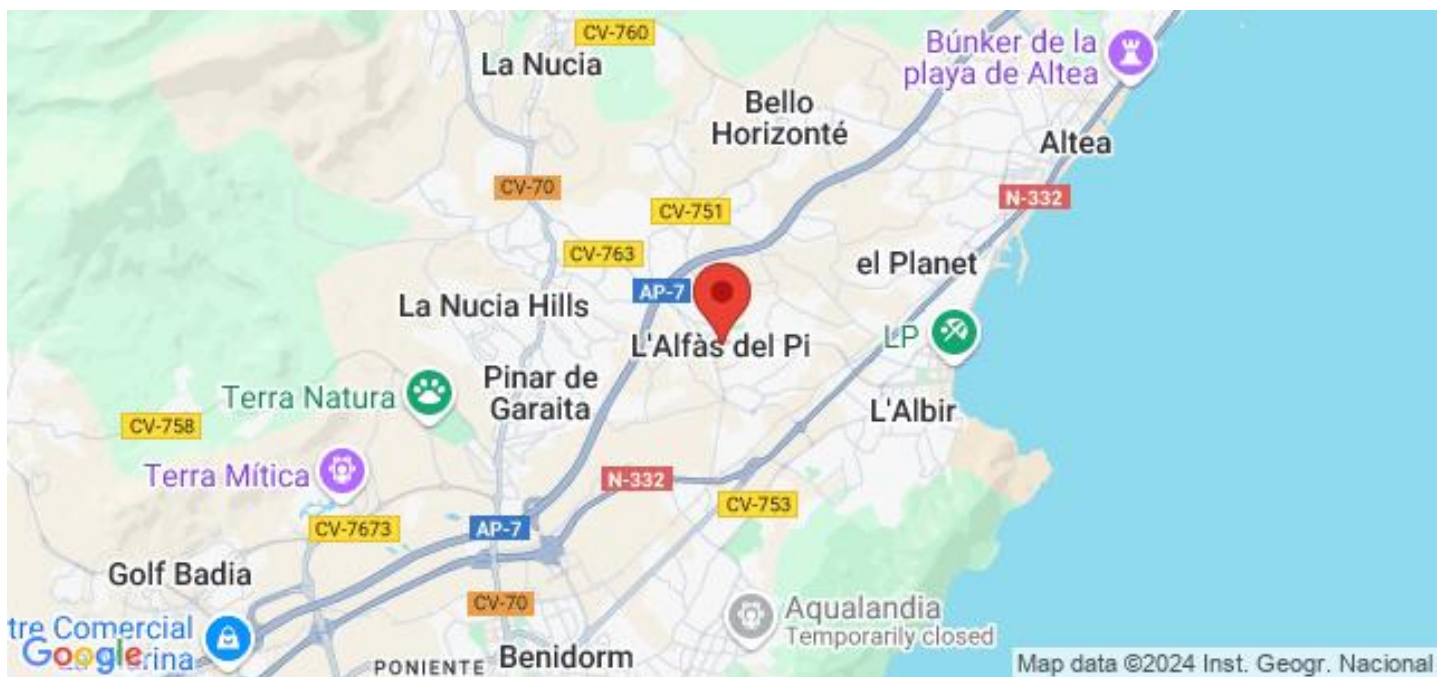 CV-760
La Nucia
Búnker de la
playa de Altea
Bello
Horizonté
Altea
CV-70
CV-751
N-332
CV-763
el Planet
AP-7
La Nucia Hills
L'Alfàs del Pi
LP
Pinar de
Garaita
Terra Natura
L'Albir
CV-758
Terra Mítica
N-332
CV-753
CV-7673
AP-7
Golf Badia
CV-70
Aqualandia
Temporarily closed
tre Comercial
rina
Google
PONIENTE
Benidorm
Map data ©2024 Inst. Geogr. Nacional